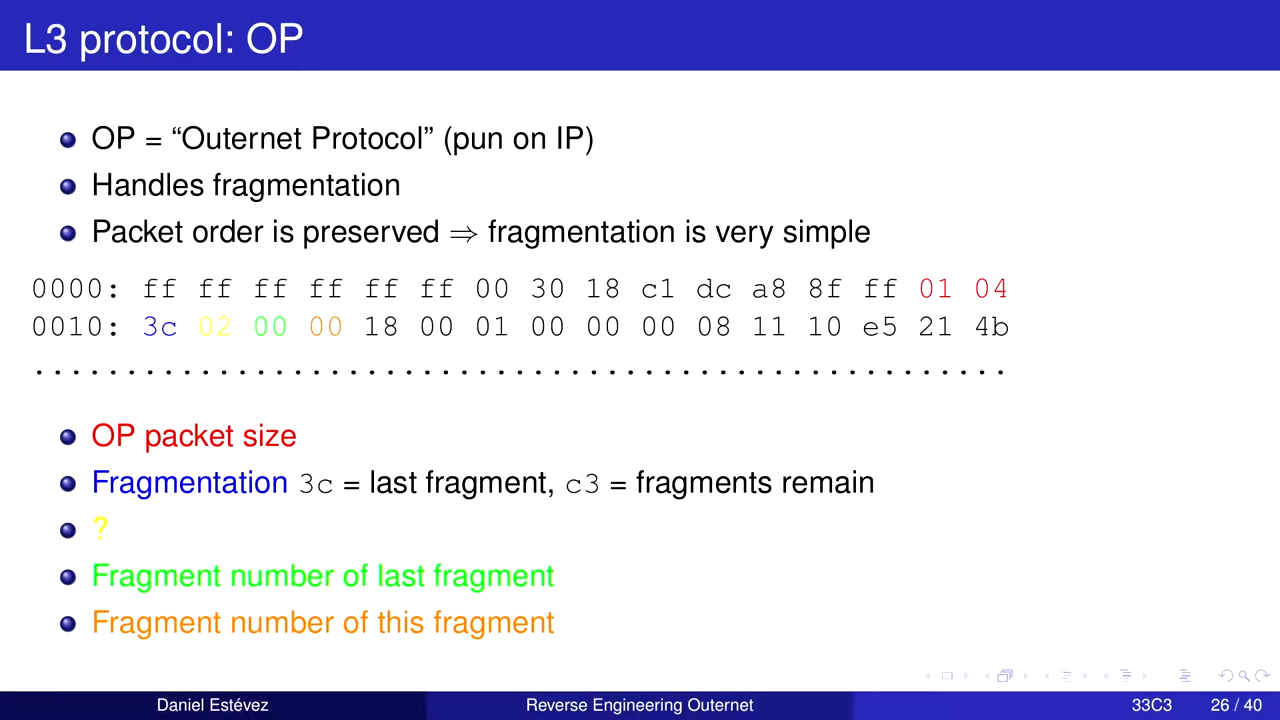 L3 protocol: OP
OP = “Outernet Protocol” (pun on IP)
Handles fragmentation
Packet order is preserved ⇒ fragmentation is very simple
0000: ff ff ff ff ff ff 00 30 18 c1 dc a8 8f ff 01 04
0010: 3c 02 00 00 18 00 01 00 00 00 08 11 10 e5 21 4b
.....................................................
OP packet size
Fragmentation 3c = last fragment, c3 = fragments remain
?
Fragment number of last fragment
Fragment number of this fragment
Daniel Estévez Reverse Engineering Outernet 33C3 26 / 40